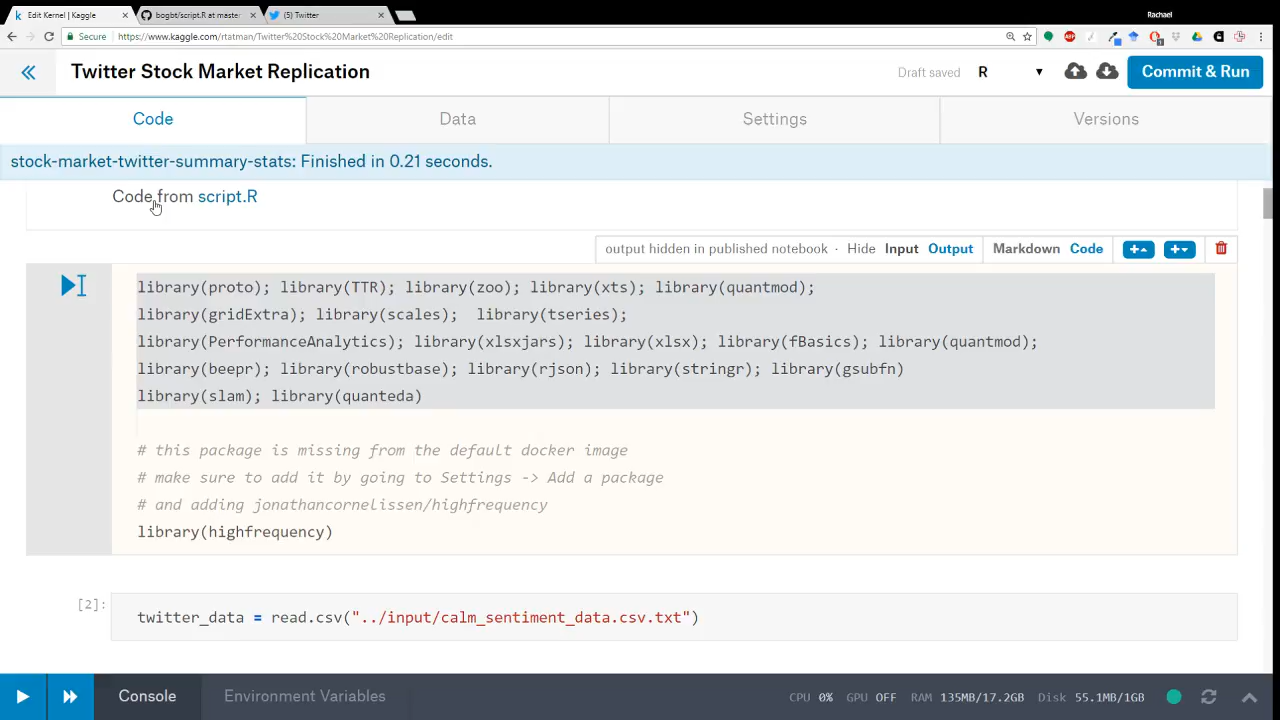 Edit Kernel | Kaggle
bogbt/script.R at master
(5) Twitter
Rachael
Secure
https://www.kaggle.com/rtatman/Twitter%20Stock%20Market%20Replication/edit
Twitter Stock Market Replication
Draft saved
R
Commit & Run
Code
Data
Settings
Versions
stock-market-twitter-summary-stats: Finished in 0.21 seconds.
Code from script.R
output hidden in published notebook · Hide Input Output
Markdown Code
library(proto); library(TTR); library(zoo); library(xts); library(quantmod);
library(gridExtra); library(scales);  library(tseries);
library(PerformanceAnalytics); library(xlsxjars); library(xlsx); library(fBasics); library(quantmod);
library(beepr); library(robustbase); library(rjson); library(stringr); library(gsubfn)
library(slam); library(quanteda)
# this package is missing from the default docker image
# make sure to add it by going to Settings -> Add a package
# and adding jonathancornelissen/highfrequency
library(highfrequency)
[2]:
twitter_data = read.csv("../input/calm_sentiment_data.csv.txt")
Console
Environment Variables
CPU 0% GPU OFF RAM 135MB/17.2GB Disk 55.1MB/1GB